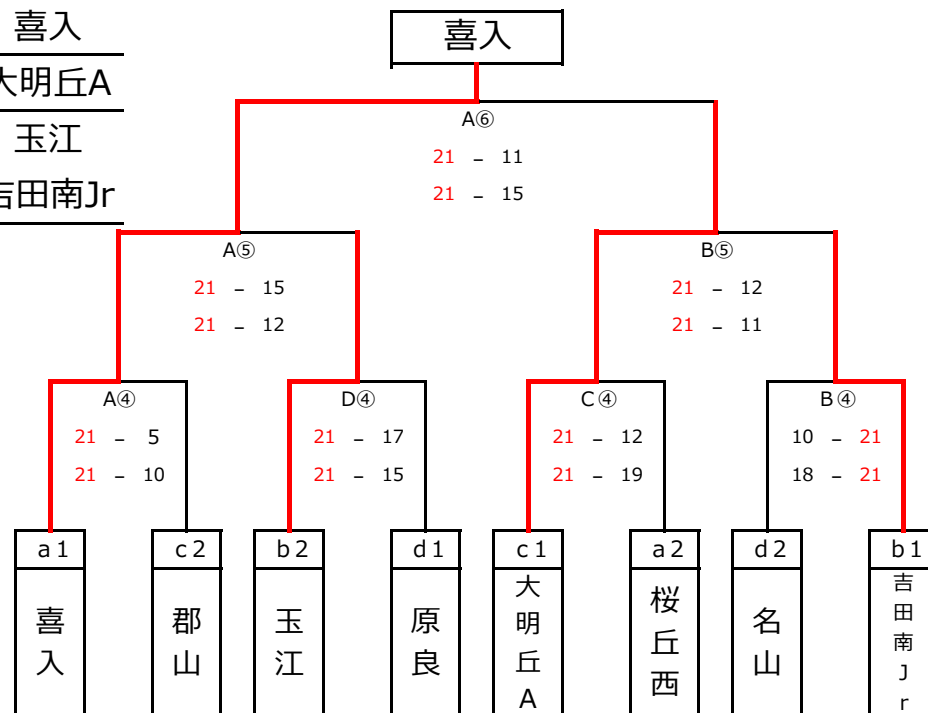 喜入
喜入
大明丘A
玉江
吉田南Jr
A⑥
21 – 11
21 – 15
A⑤
B⑤
21 – 15
21 – 12
21 – 12
21 – 11
A④
D④
C④
B④
21 – 5
21 – 17
21 – 12
10 – 21
21 – 10
21 – 15
21 – 19
18 – 21
a1
c2
b2
d1
c1
a2
d2
b1
喜入
郡山
玉江
原良
大明丘A
桜丘西
名山
吉田南Jr